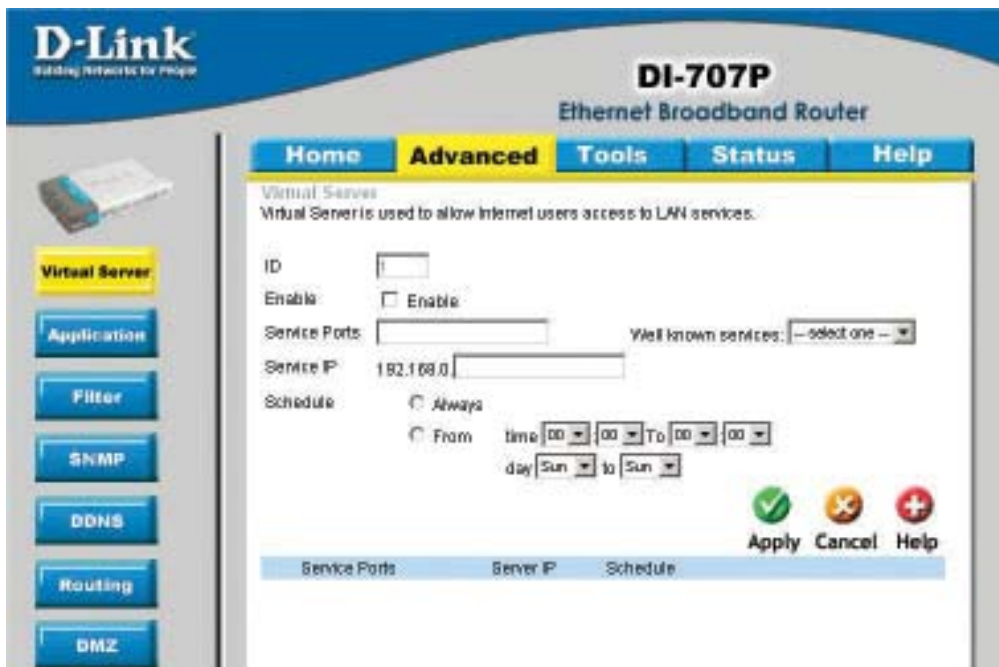 D-Link
Building Networks for People
DI-707P
Ethernet Broadband Router
Home Advanced Tools Status Help
Virtual Server
Application
Filter
SNMP
DDNS
Routing
DMZ
Virtual Server
Virtual Server is used to allow Internet users access to LAN services.
ID 1
Enable Enable
Service Ports Well known services: -- select one --
Service IP 192.168.0.
Schedule Always
From time 00 : 00 To 00 : 00
day Sun to Sun
Apply Cancel Help
Service Ports Server IP Schedule